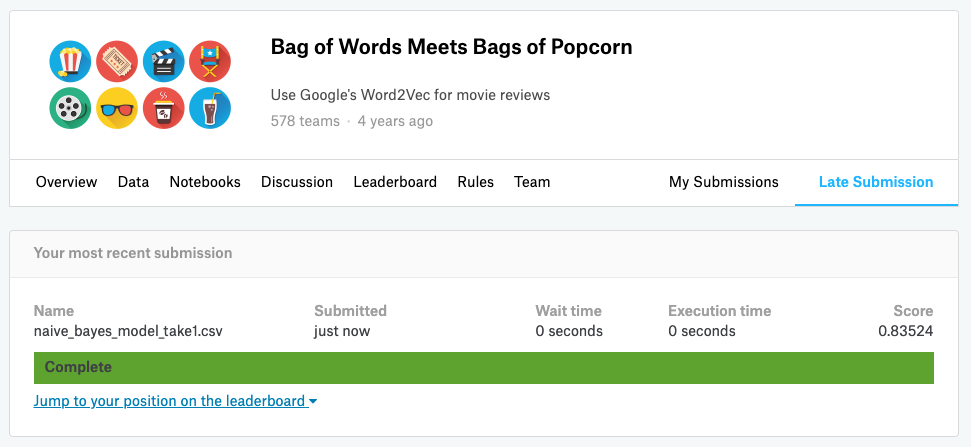 Bag of Words Meets Bags of Popcorn
Use Google's Word2Vec for movie reviews
578 teams · 4 years ago
Overview Data Notebooks Discussion Leaderboard Rules Team My Submissions Late Submission
Your most recent submission
Name Submitted Wait time Execution time Score
naive_bayes_model_take1.csv just now 0 seconds 0 seconds 0.83524
Complete
Jump to your position on the leaderboard